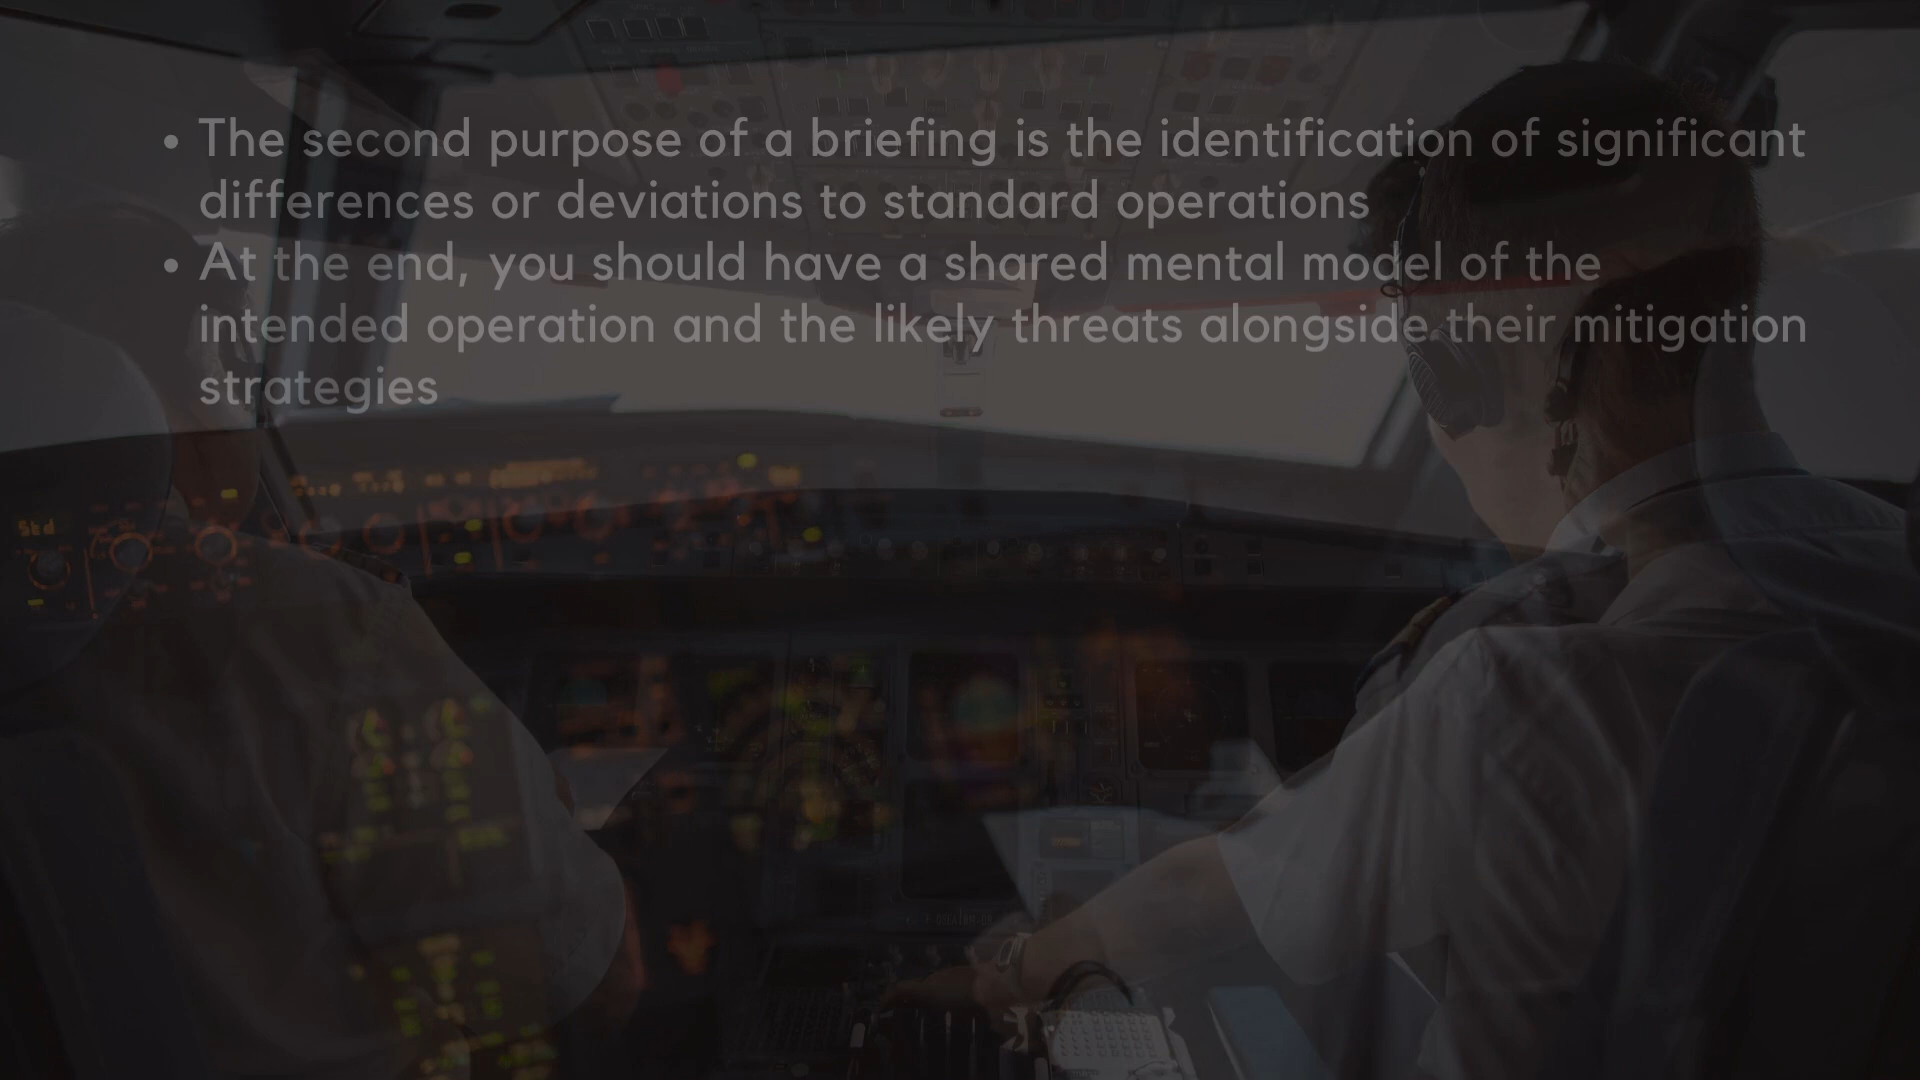 • The second purpose of a briefing is the identification of significant
differences or deviations to standard operations
• At the end, you should have a shared mental model of the
intended operation and the likely threats alongside their mitigation
strategies
Std